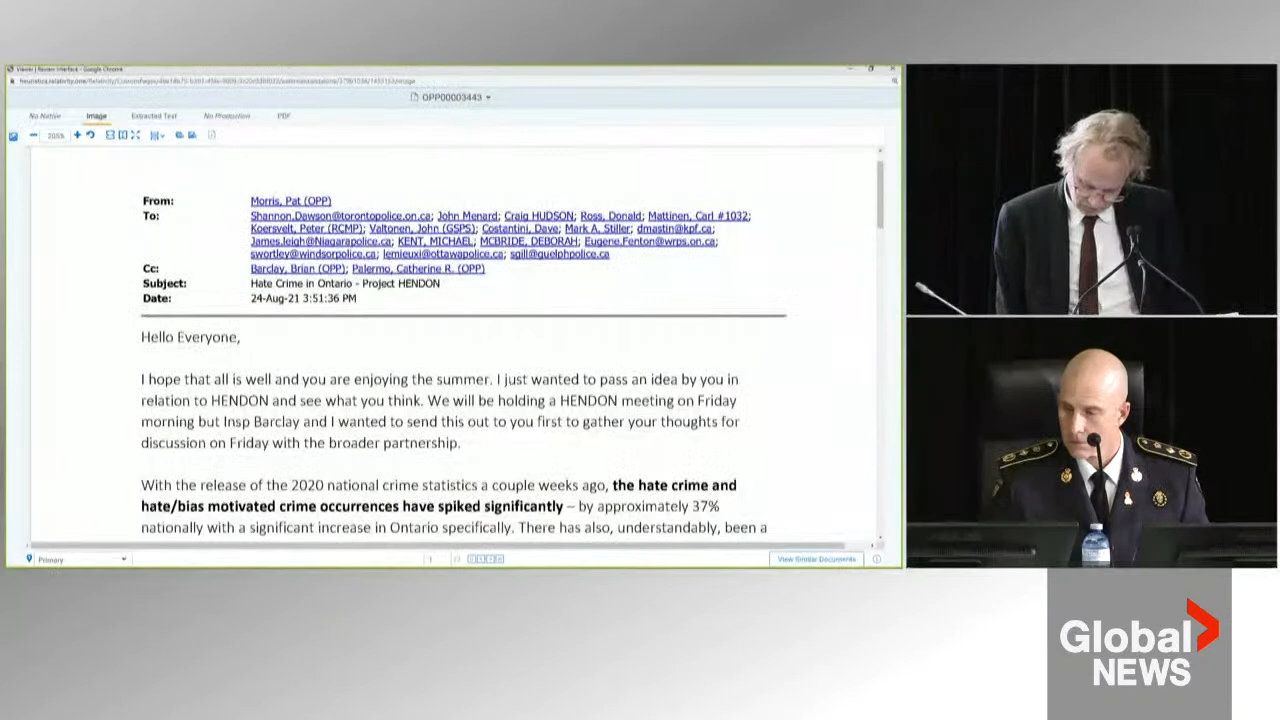 Viewer | Review Interface - Google Chrome
OPP00003443
No Native Image Extracted Text No Production PDF
From: Morris, Pat (OPP)
To: Shannon.Dawson@torontopolice.on.ca; John Menard; Craig HUDSON; Ross, Donald; Mattinen, Carl #1032;
Koersvelt, Peter (RCMP); Valtonen, John (GSPS); Costantini, Dave; Mark A. Stiller; dmastin@kpf.ca;
James.leigh@Niagarapolice.ca; KENT, MICHAEL; MCBRIDE, DEBORAH; Eugene.Fenton@wrps.on.ca;
swortley@windsorpolice.ca; lemieuxi@ottawapolice.ca; sgill@guelphpolice.ca
Cc: Barclay, Brian (OPP); Palermo, Catherine R. (OPP)
Subject: Hate Crime in Ontario - Project HENDON
Date: 24-Aug-21 3:51:36 PM
Hello Everyone,
I hope that all is well and you are enjoying the summer. I just wanted to pass an idea by you in
relation to HENDON and see what you think. We will be holding a HENDON meeting on Friday
morning but Insp Barclay and I wanted to send this out to you first to gather your thoughts for
discussion on Friday with the broader partnership.
With the release of the 2020 national crime statistics a couple weeks ago, the hate crime and
hate/bias motivated crime occurrences have spiked significantly – by approximately 37%
nationally with a significant increase in Ontario specifically. There has also, understandably, been a
Primary 1 View Similar Documents
Global
NEWS